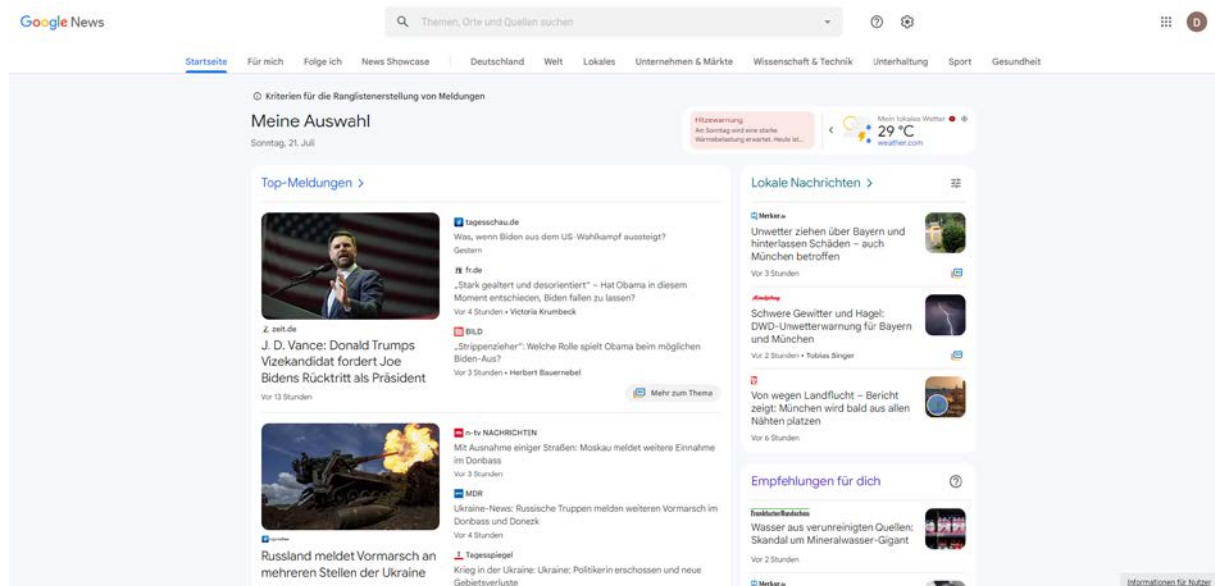 Google News
Themen, Orte und Quellen suchen
D
Startseite Für mich Folge ich News Showcase Deutschland Welt Lokales Unternehmen & Märkte Wissenschaft & Technik Unterhaltung Sport Gesundheit
Kriterien für die Ranglistenerstellung von Meldungen
Meine Auswahl
Sonntag, 21. Juli
Hitzewarnung
Am Sonntag wird eine starke
Wärmebelastung erwartet. Heute ist...
Mein lokales Wetter
29 °C
weather.com
Top-Meldungen >
zeit.de
J. D. Vance: Donald Trumps
Vizekandidat fordert Joe
Bidens Rücktritt als Präsident
Vor 13 Stunden
tagesschau.de
Was, wenn Biden aus dem US-Wahlkampf aussteigt?
Gestern
fr.de
„Stark gealtert und desorientiert“ – Hat Obama in diesem
Moment entschieden, Biden fallen zu lassen?
Vor 4 Stunden • Victoria Krumbeck
BILD
„Strippenzieher“: Welche Rolle spielt Obama beim möglichen
Biden-Aus?
Vor 3 Stunden • Herbert Bauernebel
Mehr zum Thema
Russland meldet Vormarsch an
mehreren Stellen der Ukraine
n-tv NACHRICHTEN
Mit Ausnahme einiger Straßen: Moskau meldet weitere Einnahme
im Donbass
Vor 3 Stunden
MDR
Ukraine-News: Russische Truppen melden weiteren Vormarsch im
Donbass und Donezk
Vor 4 Stunden
Tagesspiegel
Krieg in der Ukraine: Ukraine: Politikerin erschossen und neue
Gebietsverluste
Lokale Nachrichten >
Merkur.de
Unwetter ziehen über Bayern und
hinterlassen Schäden – auch
München betroffen
Vor 3 Stunden
Schwere Gewitter und Hagel:
DWD-Unwetterwarnung für Bayern
und München
Vor 2 Stunden • Tobias Singer
Von wegen Landflucht – Bericht
zeigt: München wird bald aus allen
Nähten platzen
Vor 6 Stunden
Empfehlungen für dich
Frankfurter Rundschau
Wasser aus verunreinigten Quellen:
Skandal um Mineralwasser-Gigant
Vor 2 Stunden
Merkur.de
Informationen für Nutzer